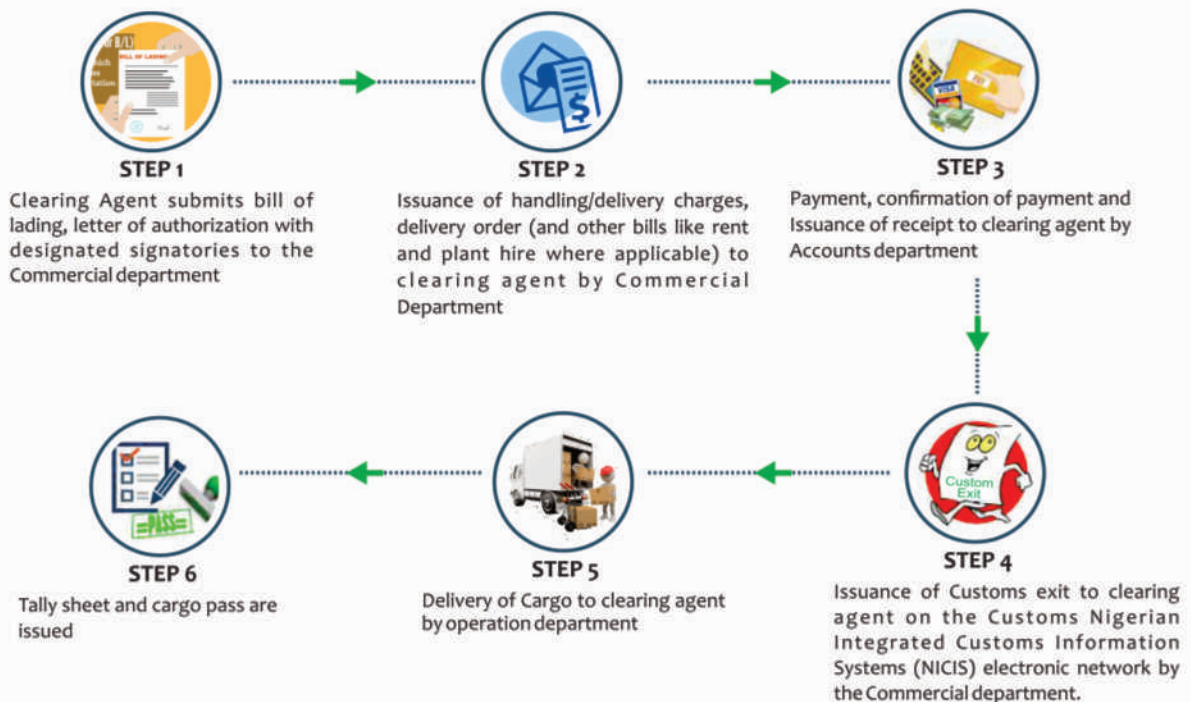 or B/L)
BILL OF LADING
STEP 1
Clearing Agent submits bill of
lading, letter of authorization with
designated signatories to the
Commercial department
$
STEP 2
Issuance of handling/delivery charges,
delivery order (and other bills like rent
and plant hire where applicable) to
clearing agent by Commercial
Department
VISA
STEP 3
Payment, confirmation of payment and
Issuance of receipt to clearing agent by
Accounts department
Custom
Exit
STEP 4
Issuance of Customs exit to clearing
agent on the Customs Nigerian
Integrated Customs Information
Systems (NICIS) electronic network by
the Commercial department.
STEP 5
Delivery of Cargo to clearing agent
by operation department
=PASS=
STEP 6
Tally sheet and cargo pass are
issued